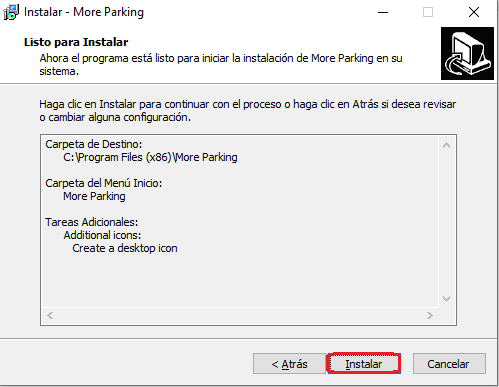 Instalar - More Parking
Listo para Instalar
Ahora el programa está listo para iniciar la instalación de More Parking en su
sistema.
Haga clic en Instalar para continuar con el proceso o haga clic en Atrás si desea revisar
o cambiar alguna configuración.
Carpeta de Destino:
C:\Program Files (x86)\More Parking
Carpeta del Menú Inicio:
More Parking
Tareas Adicionales:
Additional icons:
Create a desktop icon
< Atrás
Instalar
Cancelar